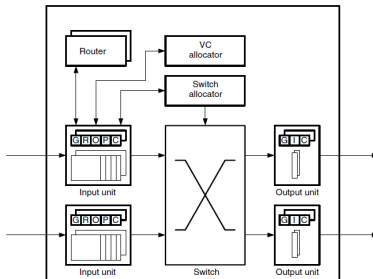 Router
VC
allocator
Switch
allocator
G R O P C
G I C
Input unit
Output unit
G R O P C
G I C
Input unit
Switch
Output unit